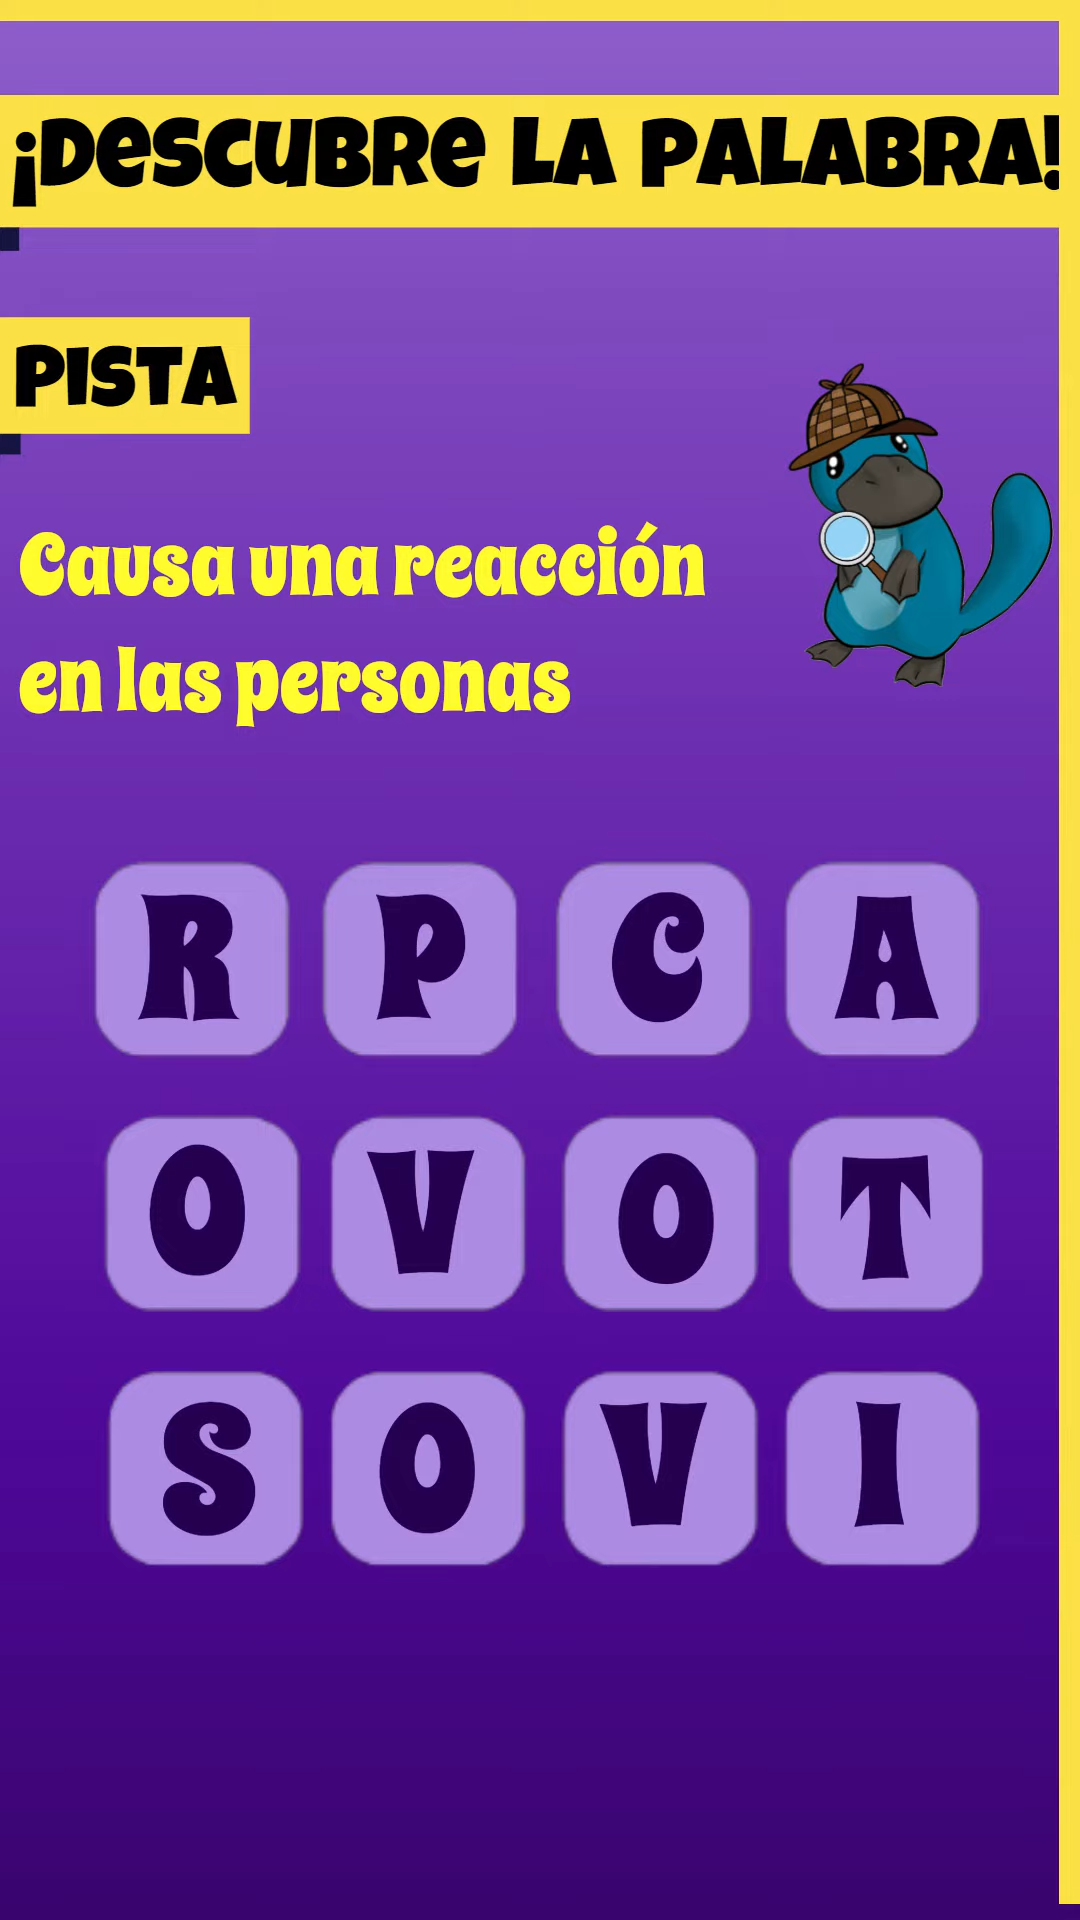 ¡DESCUBRE LA PALABRA!
PISTA
Causa una reacción
en las personas
R P C A
O V O T
S O V I